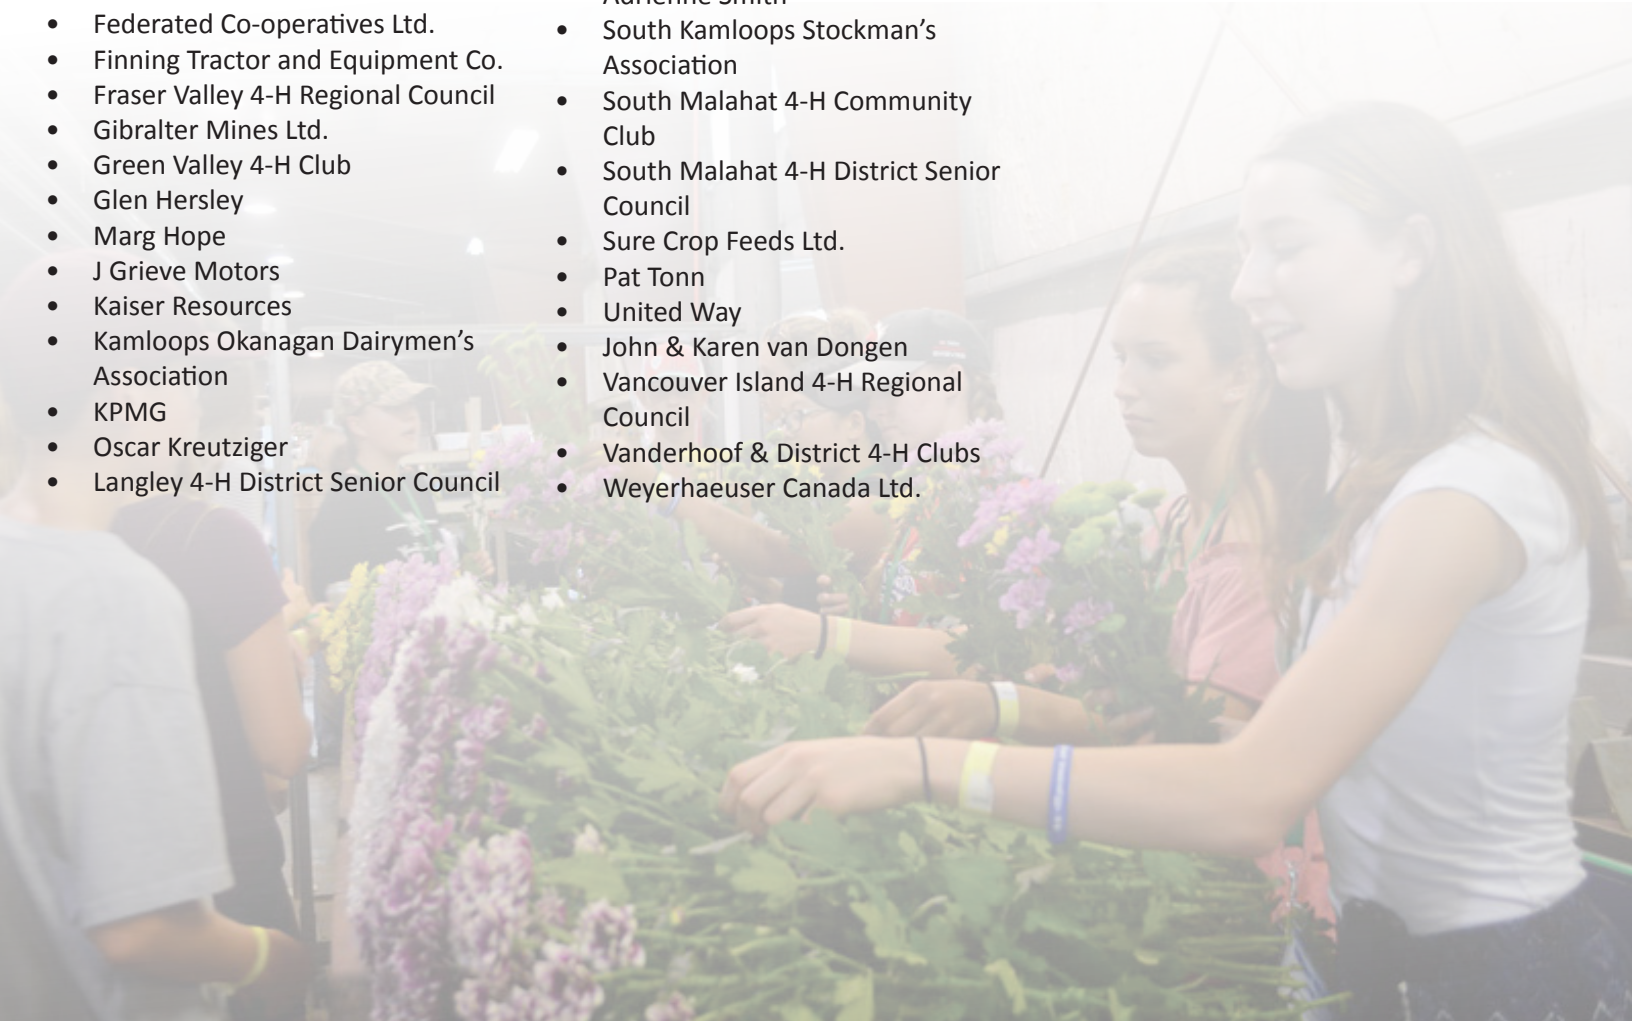 Federated Co-operatives Ltd.
Finning Tractor and Equipment Co.
Fraser Valley 4-H Regional Council
Gibralter Mines Ltd.
Green Valley 4-H Club
Glen Hersley
Marg Hope
J Grieve Motors
Kaiser Resources
Kamloops Okanagan Dairymen’s
Association
KPMG
Oscar Kreutziger
Langley 4-H District Senior Council
South Kamloops Stockman’s
Association
South Malahat 4-H Community
Club
South Malahat 4-H District Senior
Council
Sure Crop Feeds Ltd.
Pat Tonn
United Way
John & Karen van Dongen
Vancouver Island 4-H Regional
Council
Vanderhoof & District 4-H Clubs
Weyerhaeuser Canada Ltd.